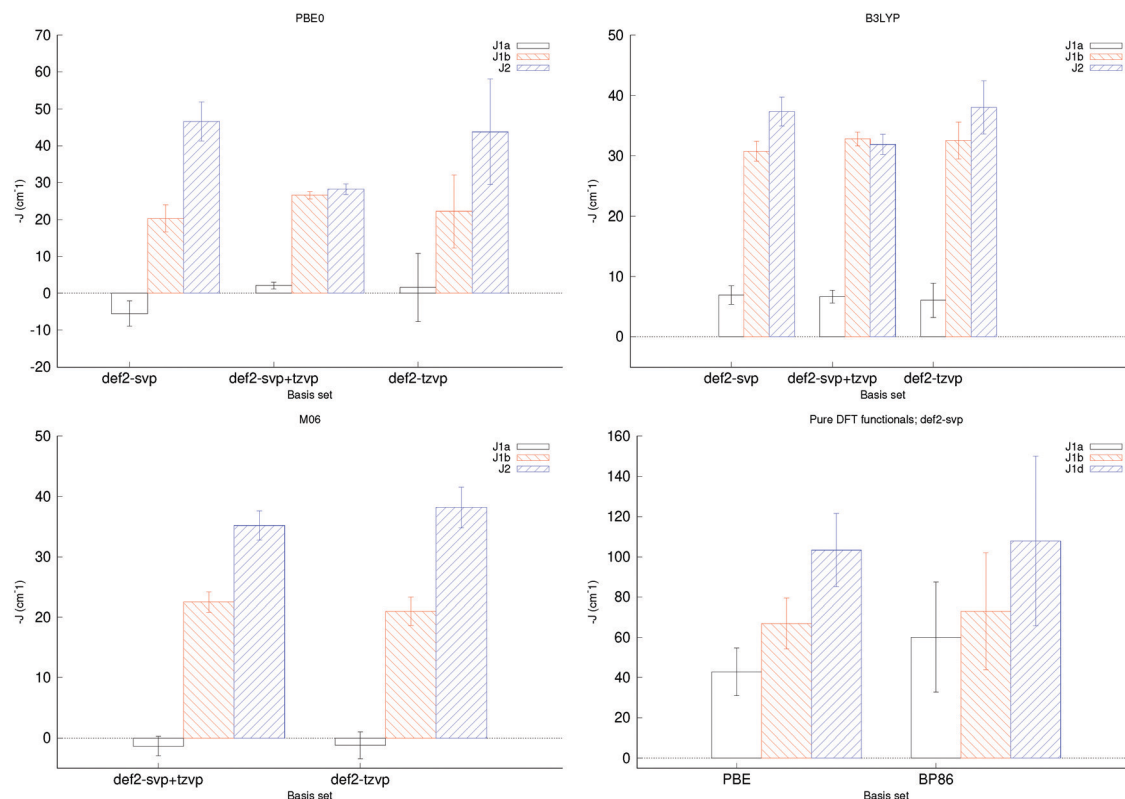 PBE0
70
60
50
40
30
20
10
0
-10
-20
-J (cm^-1)
J1a
J1b
J2
def2-svp
def2-svp+tzvp
def2-tzvp
Basis set
B3LYP
50
40
30
20
10
0
-J (cm^-1)
J1a
J1b
J2
def2-svp
def2-svp+tzvp
def2-tzvp
Basis set
M06
50
40
30
20
10
0
-J (cm^-1)
J1a
J1b
J2
def2-svp+tzvp
def2-tzvp
Basis set
Pure DFT functionals; def2-svp
160
140
120
100
80
60
40
20
0
-J (cm^-1)
J1a
J1b
J1d
PBE
BP86
Basis set